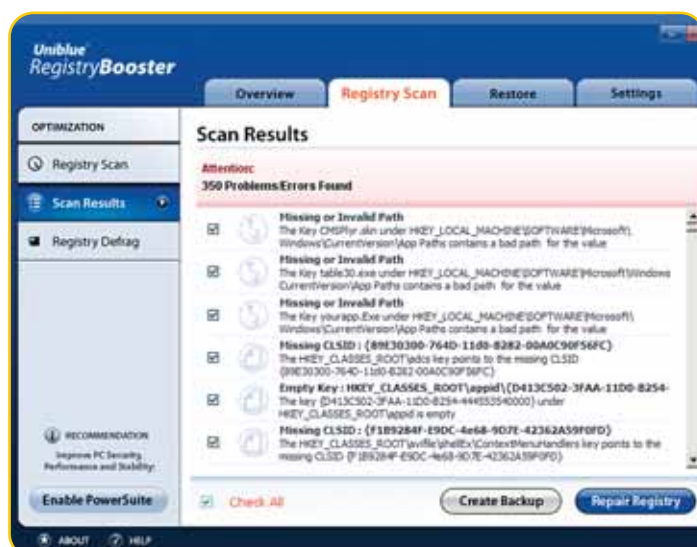 Uniblue
RegistryBooster
Overview
Registry Scan
Restore
Settings
OPTIMIZATION
Registry Scan
Scan Results
Registry Defrag
Scan Results
Attention:
350 Problems/Errors Found
Missing or Invalid Path
The Key CMSPlyr.skn under HKEY_LOCAL_MACHINE\SOFTWARE\Microsoft\
Windows\CurrentVersion\App Paths contains a bad path for the value
Missing or Invalid Path
The Key table30.exe under HKEY_LOCAL_MACHINE\SOFTWARE\Microsoft\Windows
CurrentVersion\App Paths contains a bad path for the value
Missing or Invalid Path
The Key yourapp.Exe under HKEY_LOCAL_MACHINE\SOFTWARE\Microsoft\
Windows\CurrentVersion\App Paths contains a bad path for the value
Missing CLSID : {89E30300-764D-11d0-8282-00A0C90F56FC}
The HKEY_CLASSES_ROOT\adcs key points to the missing CLSID
{89E30300-764D-11d0-8282-00A0C90F56FC}
Empty Key : HKEY_CLASSES_ROOT\appid\{D413C502-3FAA-11D0-8254-
The key {D413C502-3FAA-11D0-8254-444553540000} under
HKEY_CLASSES_ROOT\appid is empty
Missing CLSID : {F1B9284F-E9DC-4e68-9D7E-42362A59F0FD}
The HKEY_CLASSES_ROOT\avifile\shellEx\ContextMenuHandlers key points to the
missing CLSID {F1B9284F-E9DC-4e68-9D7E-42362A59F0FD}
RECOMMENDATION
Improve PC Security,
Performance and Stability:
Enable PowerSuite
Check All
Create Backup
Repair Registry
ABOUT
HELP